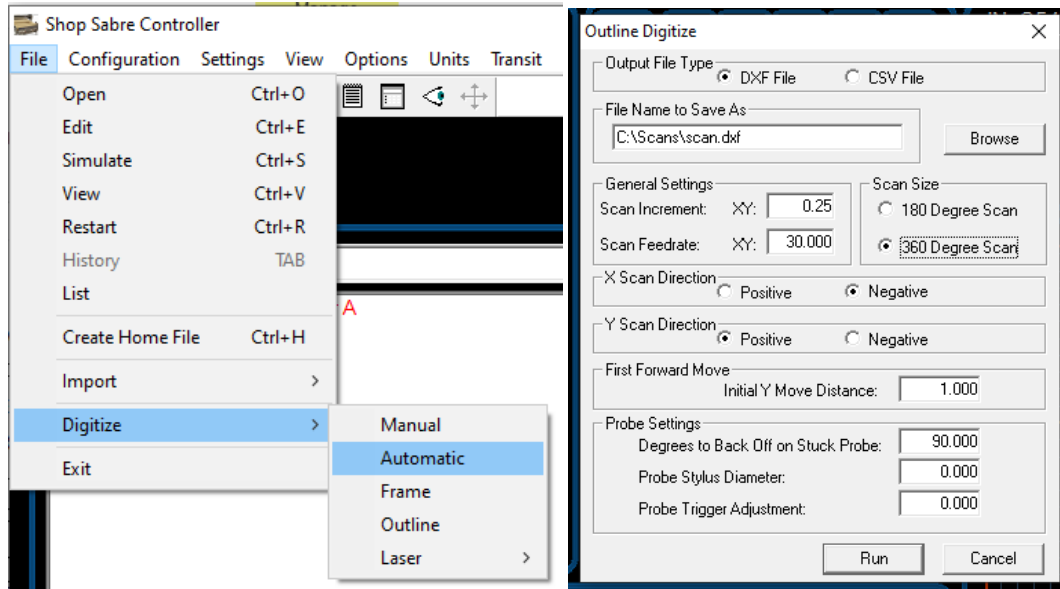 Shop Sabre Controller
File Configuration Settings View Options Units Transit
Open Ctrl+O
Edit Ctrl+E
Simulate Ctrl+S
View Ctrl+V
Restart Ctrl+R
History TAB
List
A
Create Home File Ctrl+H
Import
Digitize
Exit
Manual
Automatic
Frame
Outline
Laser
Outline Digitize
Output File Type
DXF File CSV File
File Name to Save As
C:\Scans\scan.dxf Browse
General Settings
Scan Increment: XY: 0.25
Scan Feedrate: XY: 30.000
Scan Size
180 Degree Scan
360 Degree Scan
X Scan Direction
Positive Negative
Y Scan Direction
Positive Negative
First Forward Move
Initial Y Move Distance: 1.000
Probe Settings
Degrees to Back Off on Stuck Probe: 90.000
Probe Stylus Diameter: 0.000
Probe Trigger Adjustment: 0.000
Run Cancel